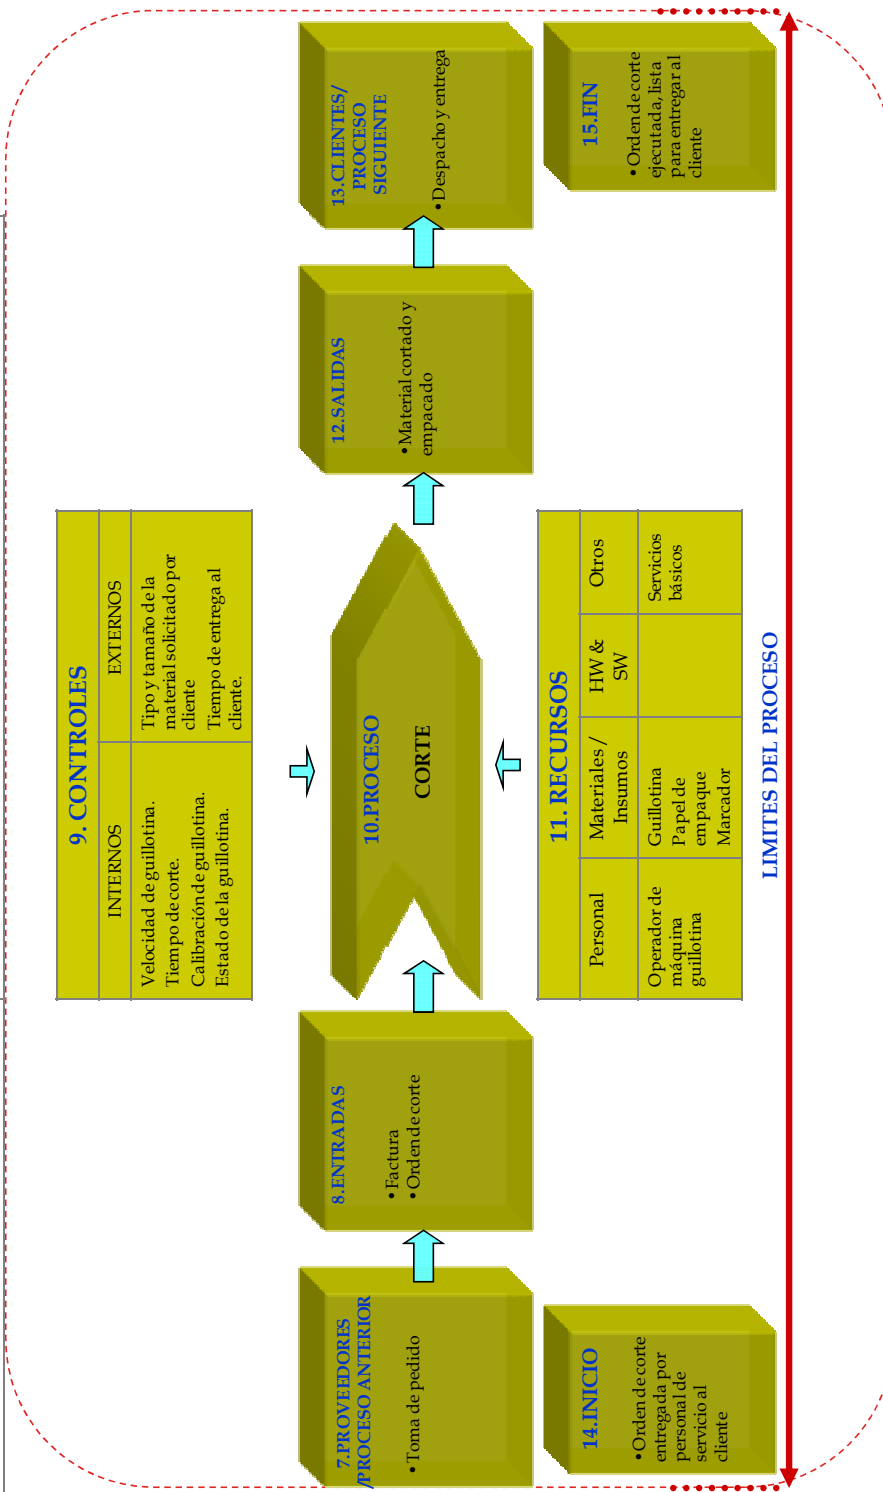 9. CONTROLES
INTERNOS
EXTERNOS
Velocidad de guillotina.
Tiempo de corte.
Calibración de guillotina.
Estado de la guillotina.
Tipo y tamaño de la
material solicitado por
cliente
Tiempo de entrega al
cliente.
7.PROVEEDORES
/PROCESO ANTERIOR
• Toma de pedido
8.ENTRADAS
• Factura
• Orden de corte
10.PROCESO
CORTE
12.SALIDAS
• Material cortado y
empacado
13.CLIENTES/
PROCESO
SIGUIENTE
• Despacho y entrega
14.INICIO
• Orden de corte
entregada por
personal de
servicio al
cliente
11. RECURSOS
Personal
Materiales /
Insumos
HW &
SW
Otros
Operador de
máquina
guillotina
Guillotina
Papel de
empaque
Marcador
Servicios
básicos
15.FIN
• Orden de corte
ejecutada, lista
para entregar al
cliente
LIMITES DEL PROCESO